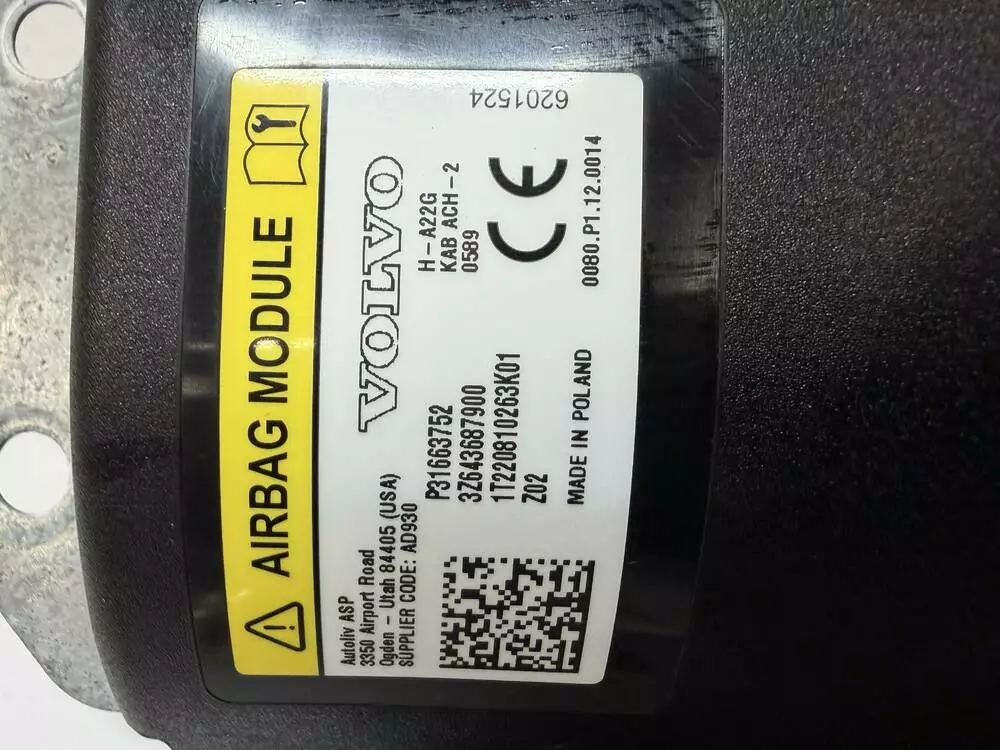 AIRBAG MODULE
Autoliv ASP
3350 Airport Road
Ogden - Utah 84405 (USA)
SUPPLIER CODE: AD930
VOLVO
P31663752
3Z643687900
1T220810263K01
Z02
H-A22G
KAB ACH-2
0589
CE
MADE IN POLAND
0080.P1.12.0014
6201524